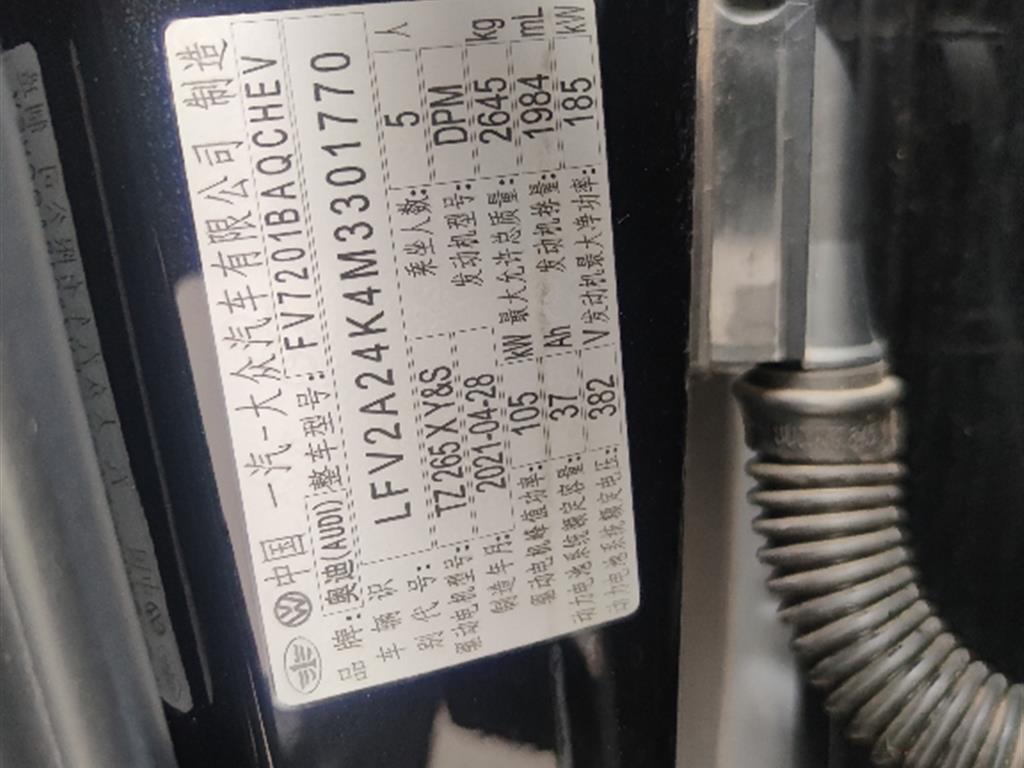 中国 一汽-大众汽车有限公司 制造
品牌: 奥迪(AUDI) 整车型号: FV7201BAQCHEV
车辆识别代号: LFV2A24K4M3301770
驱动电机型号: TZ265XY&S 乘坐人数: 5 人
制造年月: 2021-04-28 发动机型号: DPM
驱动电机峰值功率: 105 kW 最大允许总质量: 2645 kg
动力电池系统额定容量: 37 Ah 发动机排量: 1984 mL
动力电池系统额定电压: 382 V 发动机最大净功率: 185 kW